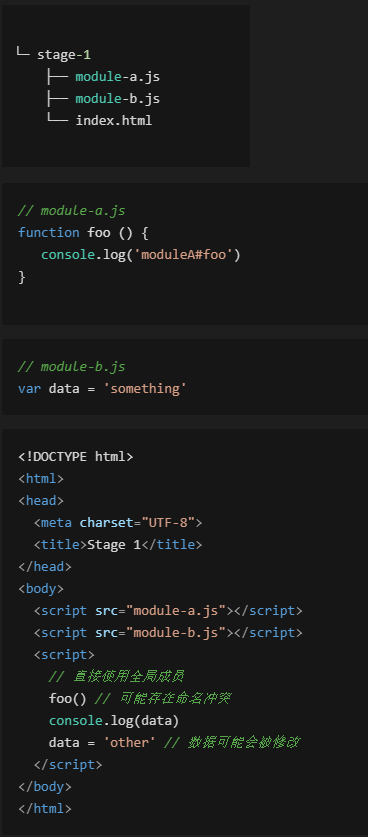 └─ stage-1
    ├── module-a.js
    ├── module-b.js
    └── index.html
// module-a.js
function foo () {
   console.log('moduleA#foo')
}
// module-b.js
var data = 'something'
<!DOCTYPE html>
<html>
<head>
  <meta charset="UTF-8">
  <title>Stage 1</title>
</head>
<body>
  <script src="module-a.js"></script>
  <script src="module-b.js"></script>
  <script>
    // 直接使用全局成员
    foo() // 可能存在命名冲突
    console.log(data)
    data = 'other' // 数据可能会被修改
  </script>
</body>
</html>